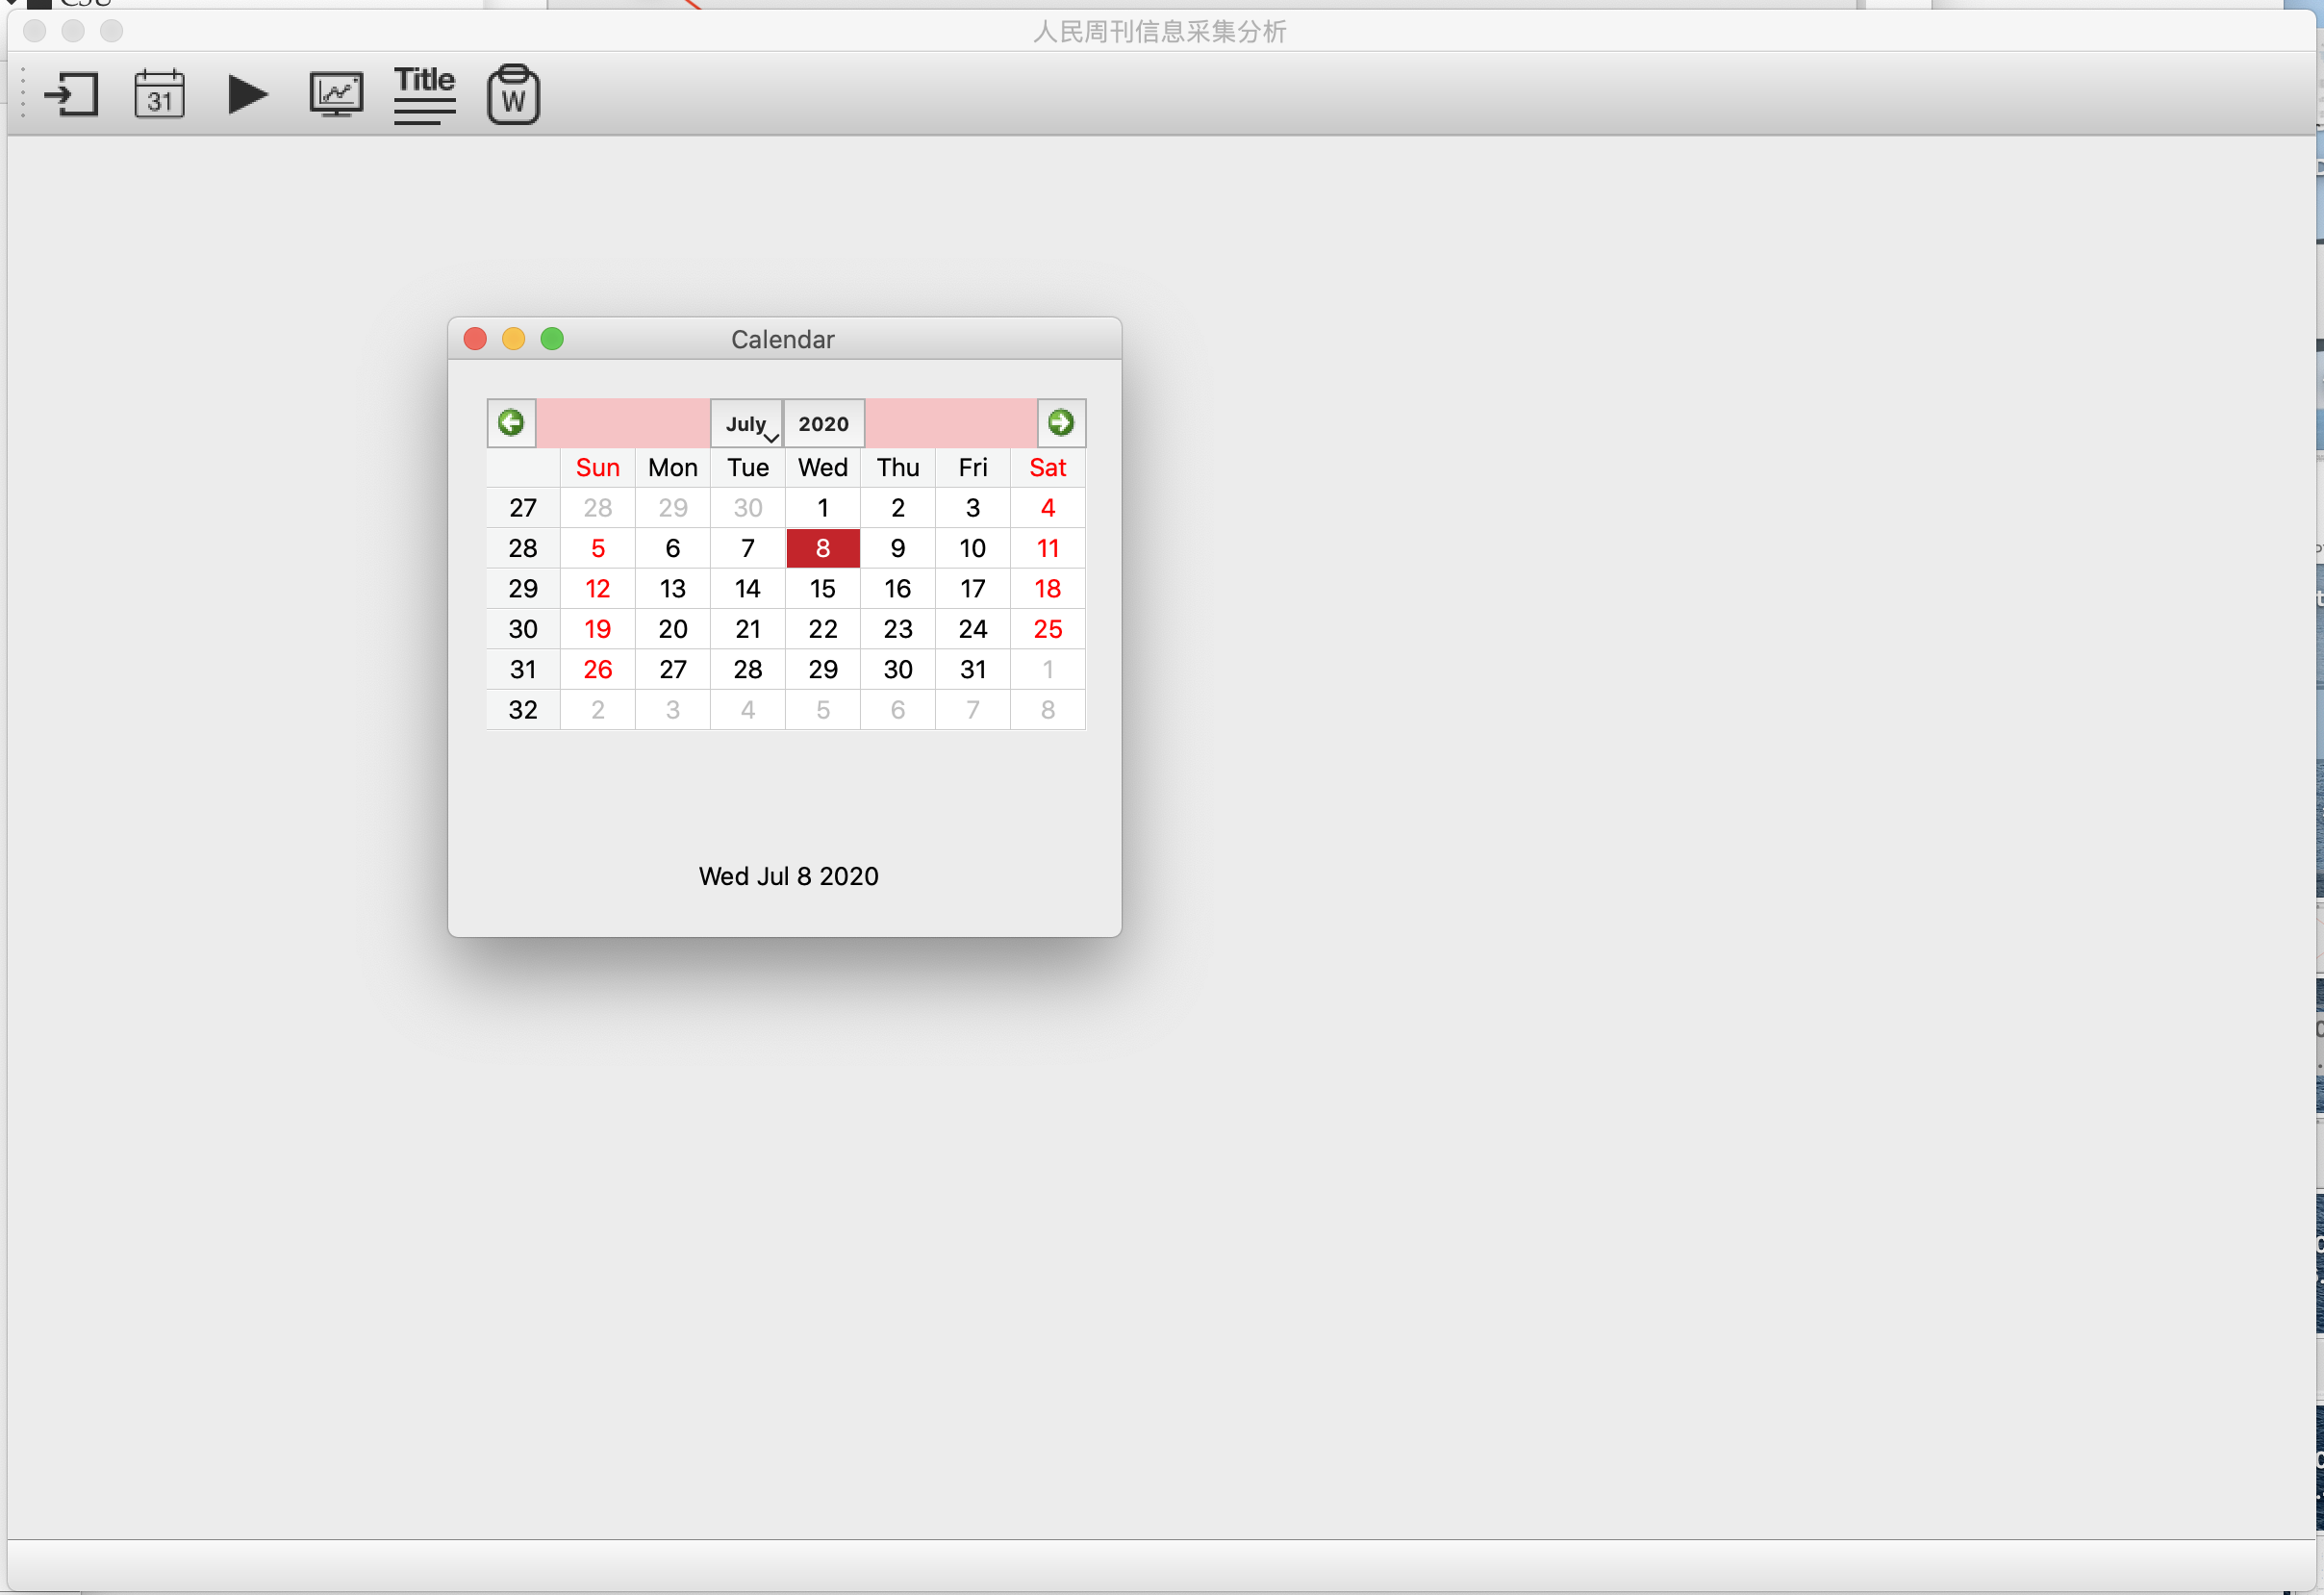 CSU
人民周刊信息采集分析
31 Title W
Calendar
July 2020
Sun Mon Tue Wed Thu Fri Sat
27 28 29 30 1 2 3 4
28 5 6 7 8 9 10 11
29 12 13 14 15 16 17 18
30 19 20 21 22 23 24 25
31 26 27 28 29 30 31 1
32 2 3 4 5 6 7 8
Wed Jul 8 2020